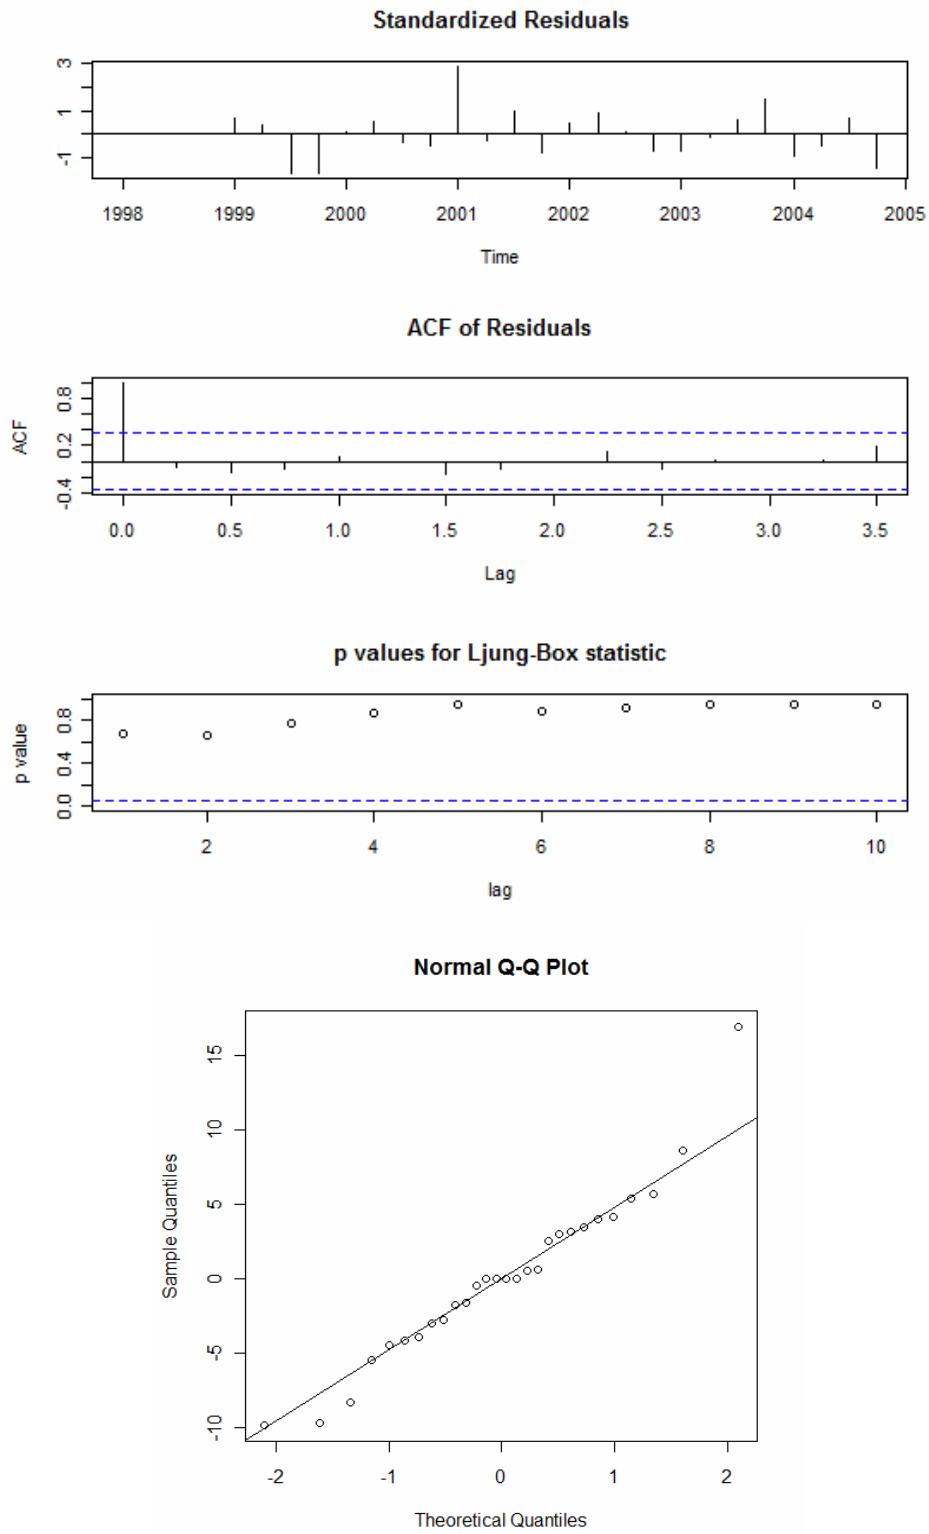 Standardized Residuals
3
1
-1
1998 1999 2000 2001 2002 2003 2004 2005
Time
ACF of Residuals
ACF
0.8
0.2
-0.4
0.0 0.5 1.0 1.5 2.0 2.5 3.0 3.5
Lag
p values for Ljung-Box statistic
p value
0.8
0.4
0.0
2 4 6 8 10
lag
Normal Q-Q Plot
Sample Quantiles
15
10
5
0
-5
-10
-2 -1 0 1 2
Theoretical Quantiles